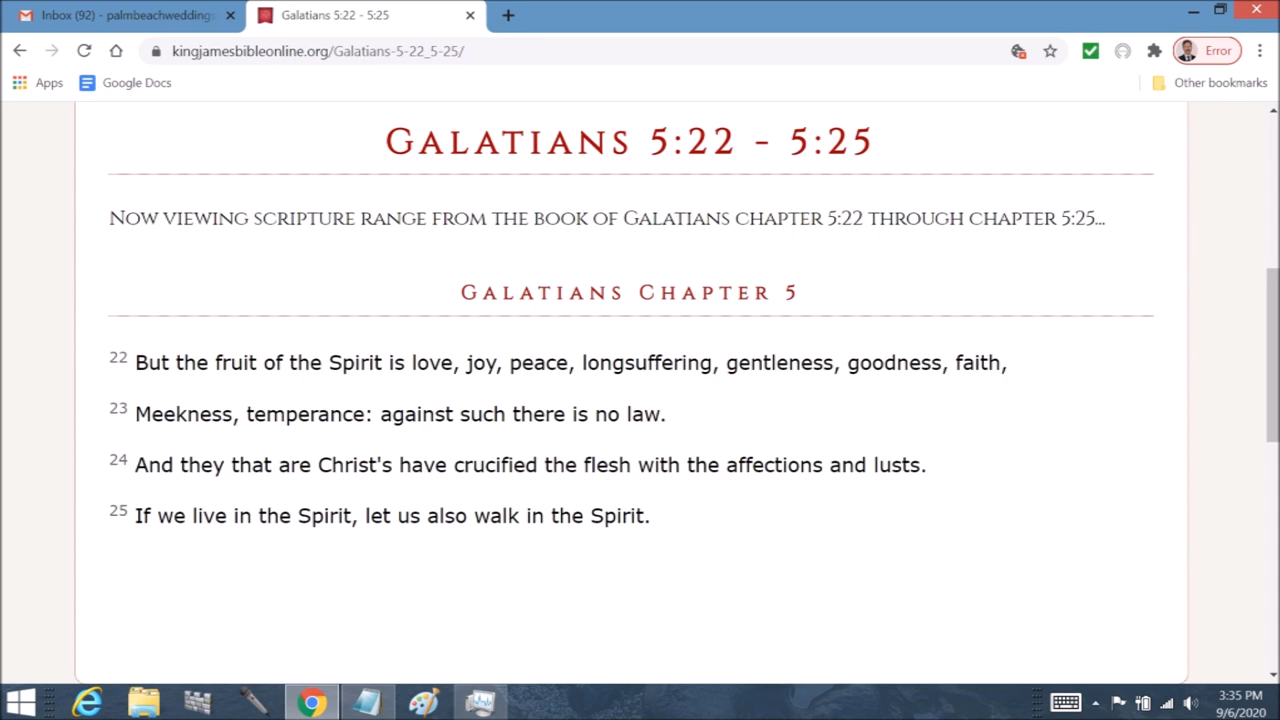 Inbox (92) - palmbeachweddings
Galatians 5:22 - 5:25
kingjamesbibleonline.org/Galatians-5-22_5-25/
Error
Apps
Google Docs
Other bookmarks
Galatians 5:22 - 5:25
Now viewing scripture range from the book of Galatians chapter 5:22 through chapter 5:25...
Galatians Chapter 5
22 But the fruit of the Spirit is love, joy, peace, longsuffering, gentleness, goodness, faith,
23 Meekness, temperance: against such there is no law.
24 And they that are Christ's have crucified the flesh with the affections and lusts.
25 If we live in the Spirit, let us also walk in the Spirit.
3:35 PM
9/6/2020